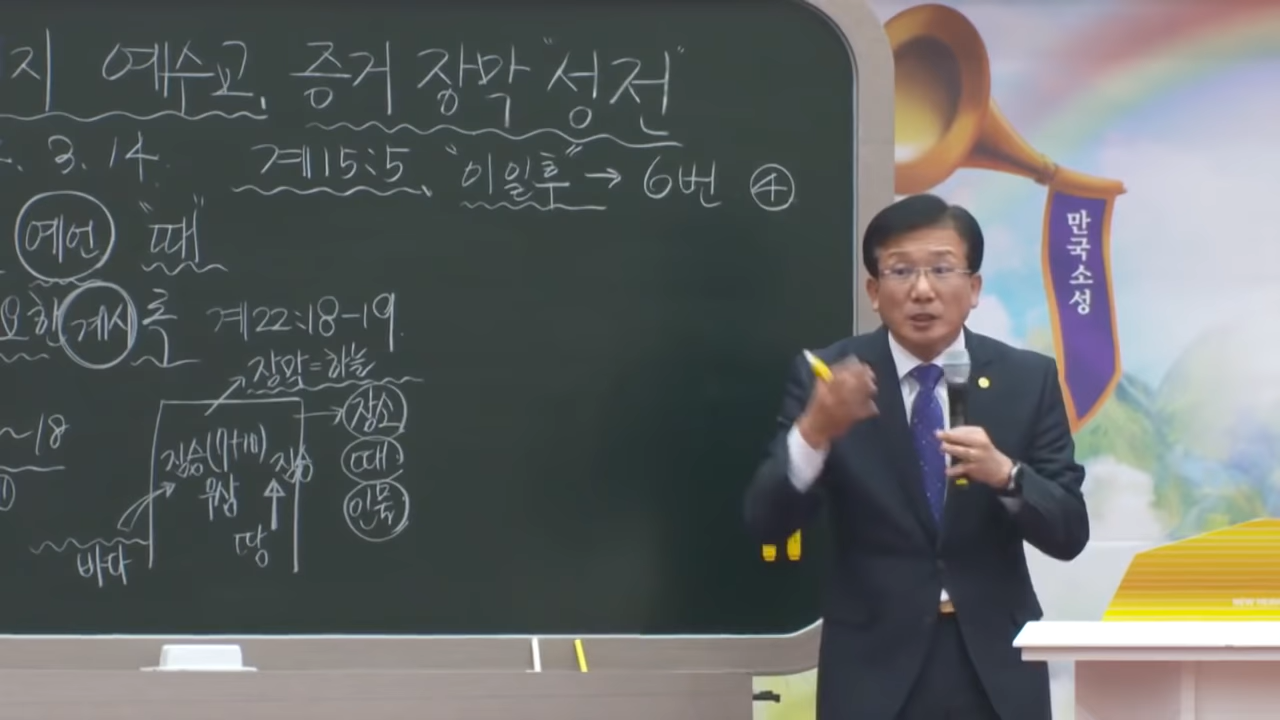 지 예수교, 증거 장막 "성전"
3. 14. 계15:5, "이일후" → 6번 ④
예언 "때"
요한계시록 계22:18-19.
장막=하늘
~18
장소
짐승(7+10) 짐승
우상
때
인물
땅
바다
만국소성